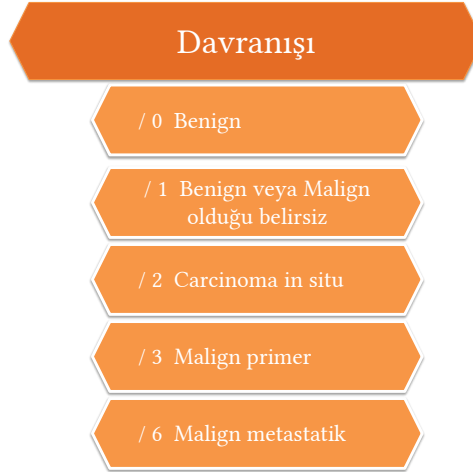 Davranışı
/ 0 Benign
/ 1 Benign veya Malign
olduğu belirsiz
/ 2 Carcinoma in situ
/ 3 Malign primer
/ 6 Malign metastatik